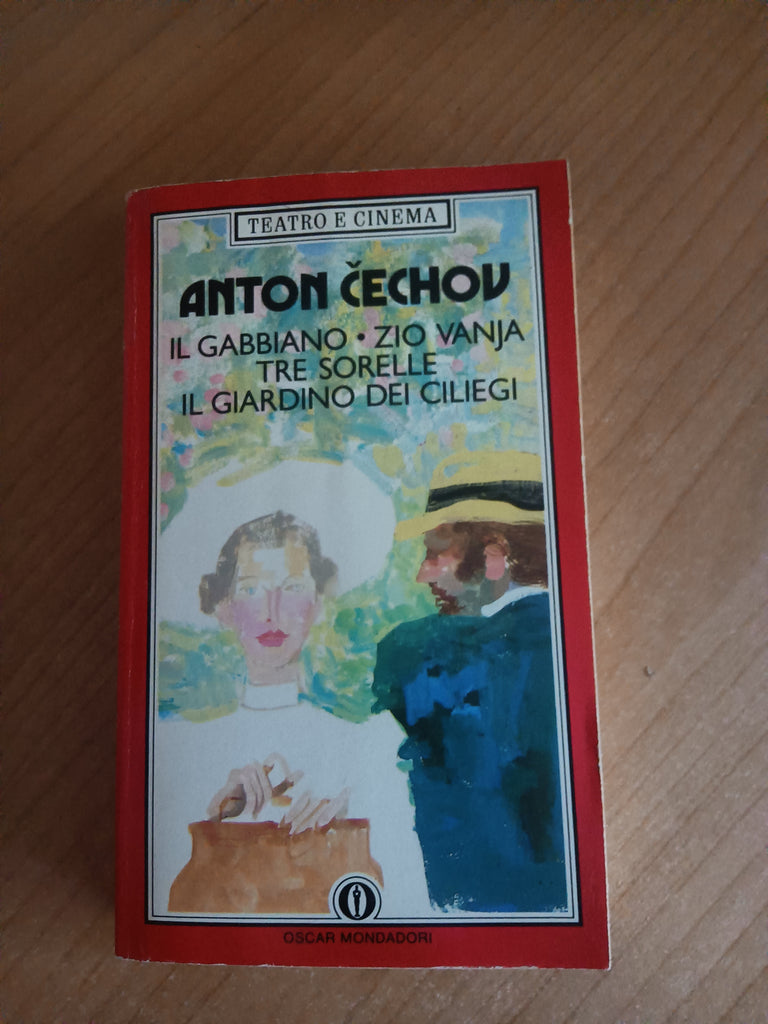 TEATRO E CINEMA
ANTON ČECHOV
IL GABBIANO • ZIO VANJA
TRE SORELLE
IL GIARDINO DEI CILIEGI
OSCAR MONDADORI